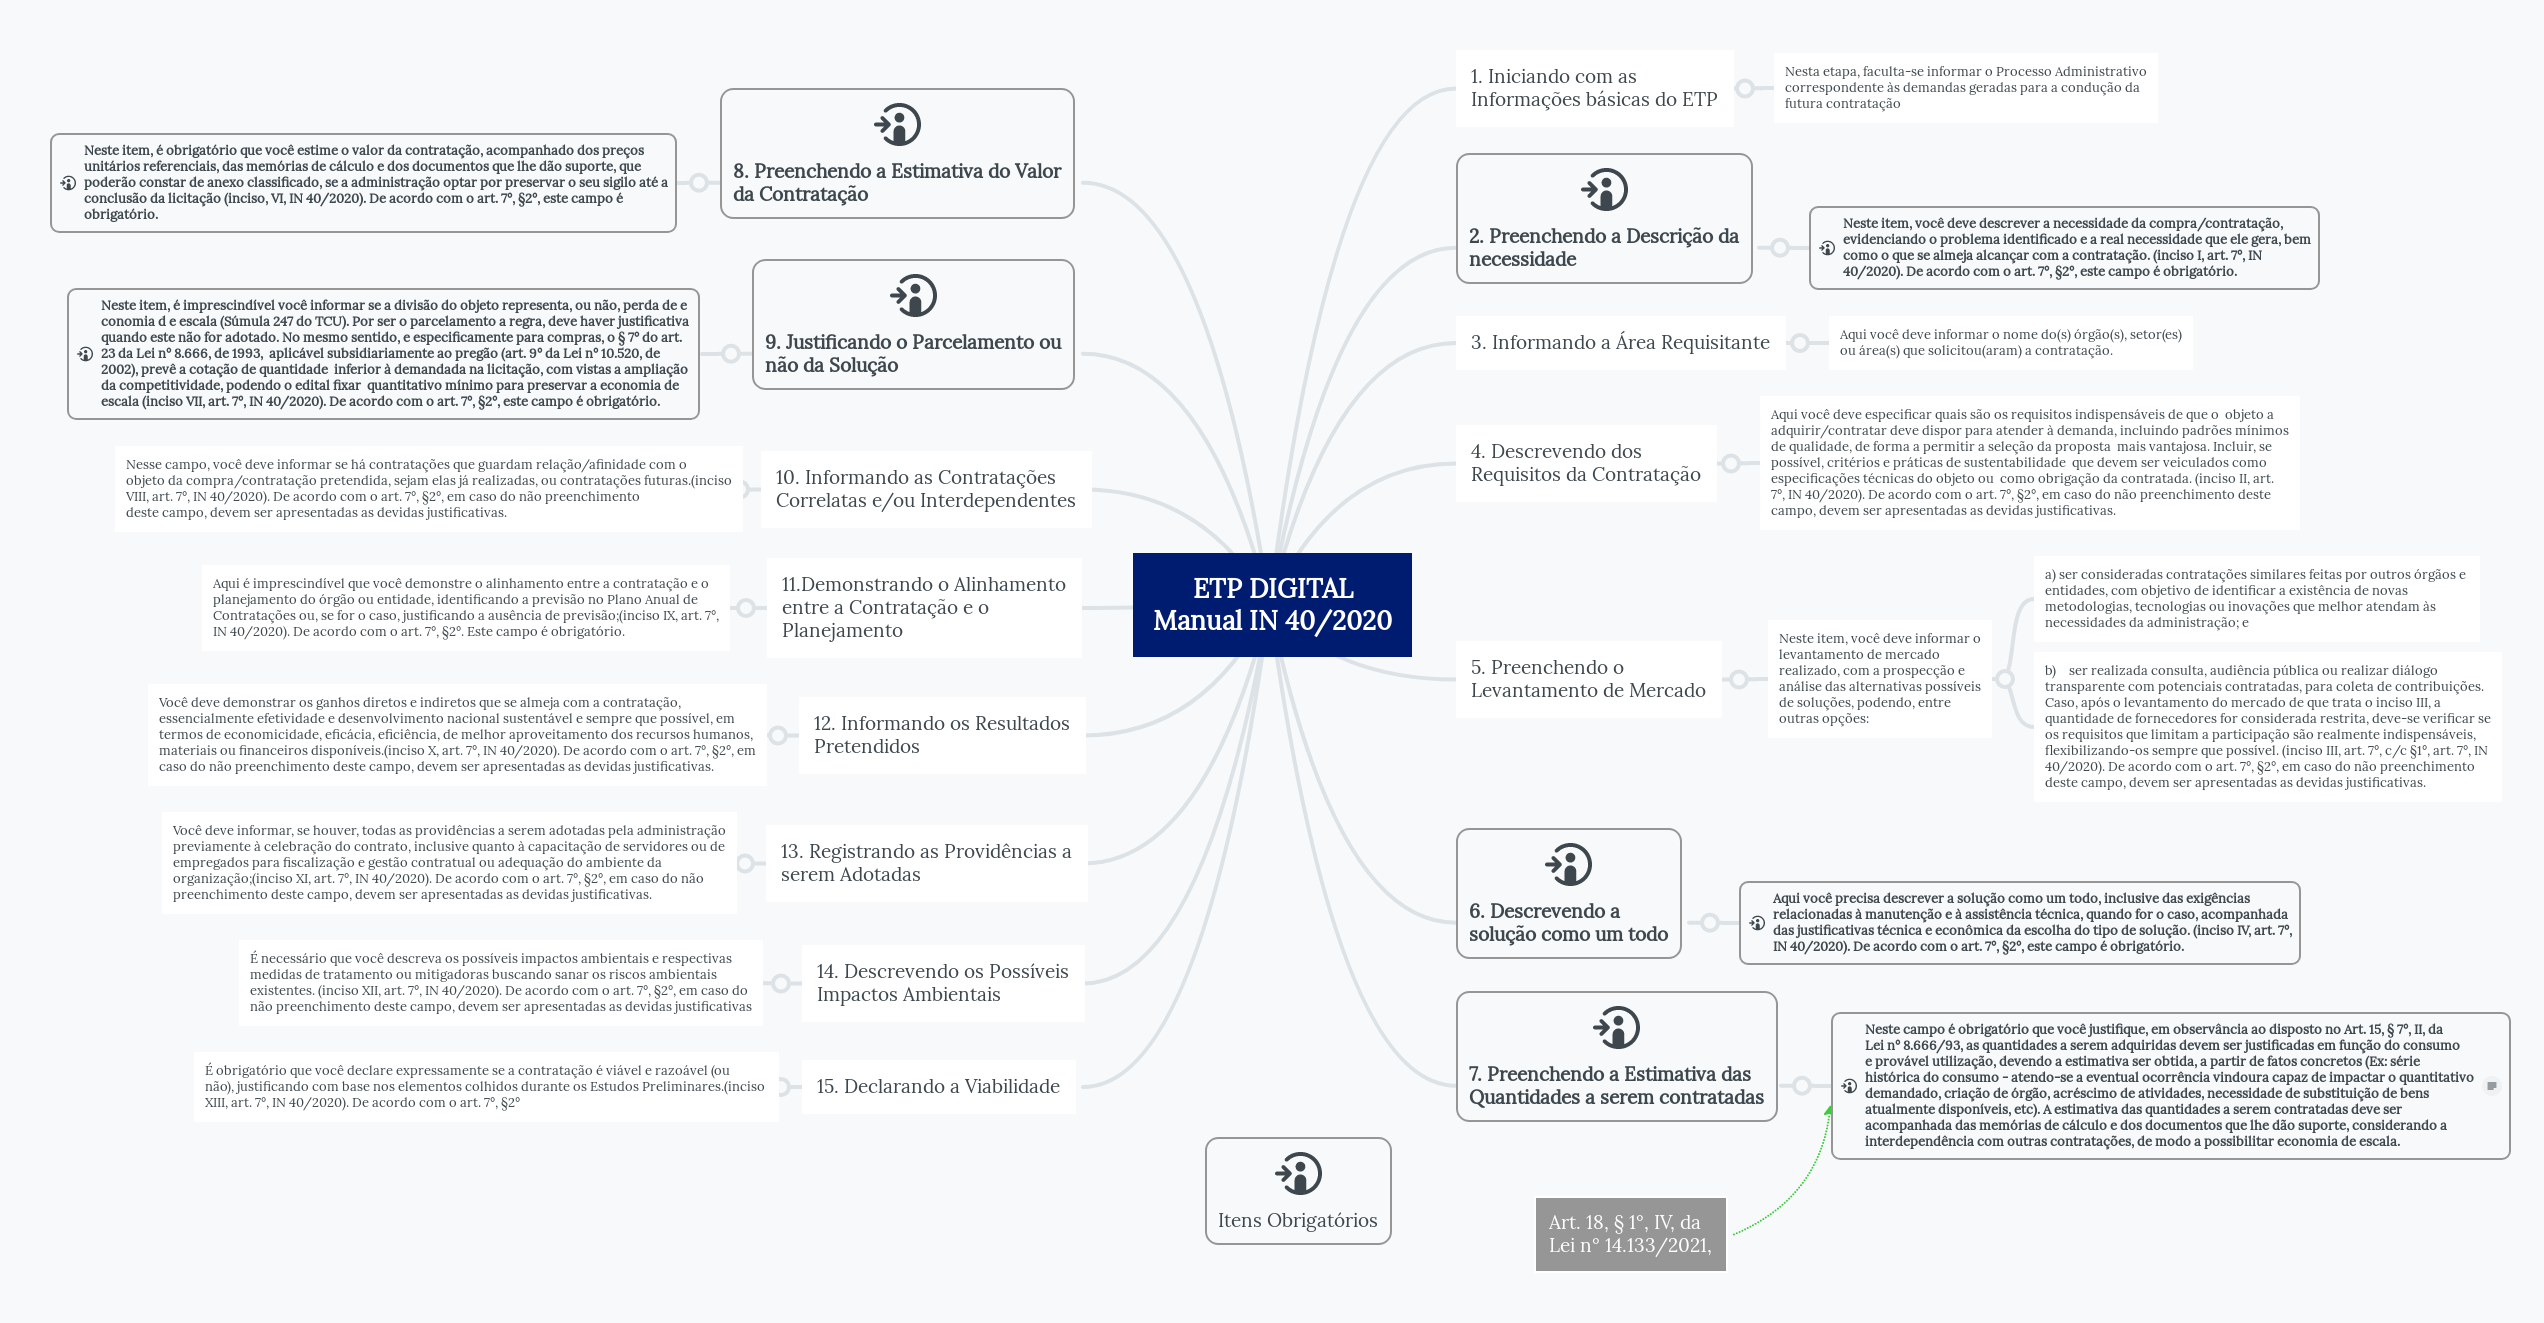 ETP DIGITAL
Manual IN 40/2020
1. Iniciando com as
Informações básicas do ETP
Nesta etapa, faculta-se informar o Processo Administrativo
correspondente às demandas geradas para a condução da
futura contratação
2. Preenchendo a Descrição da
necessidade
Neste item, você deve descrever a necessidade da compra/contratação,
evidenciando o problema identificado e a real necessidade que ele gera, bem
como o que se almeja alcançar com a contratação. (inciso I, art. 7º, IN
40/2020). De acordo com o art. 7º, §2º, este campo é obrigatório.
3. Informando a Área Requisitante
Aqui você deve informar o nome do(s) órgão(s), setor(es)
ou área(s) que solicitou(aram) a contratação.
4. Descrevendo dos
Requisitos da Contratação
Aqui você deve especificar quais são os requisitos indispensáveis de que o  objeto a
adquirir/contratar deve dispor para atender à demanda, incluindo padrões mínimos
de qualidade, de forma a permitir a seleção da proposta  mais vantajosa. Incluir, se
possível, critérios e práticas de sustentabilidade  que devem ser veiculados como
especificações técnicas do objeto ou  como obrigação da contratada. (inciso II, art.
7º, IN 40/2020). De acordo com o art. 7º, §2º, em caso do não preenchimento deste
campo, devem ser apresentadas as devidas justificativas.
5. Preenchendo o
Levantamento de Mercado
Neste item, você deve informar o
levantamento de mercado
realizado, com a prospecção e
análise das alternativas possíveis
de soluções, podendo, entre
outras opções:
a) ser consideradas contratações similares feitas por outros órgãos e
entidades, com objetivo de identificar a existência de novas
metodologias, tecnologias ou inovações que melhor atendam às
necessidades da administração; e
b)    ser realizada consulta, audiência pública ou realizar diálogo
transparente com potenciais contratadas, para coleta de contribuições.
Caso, após o levantamento do mercado de que trata o inciso III, a
quantidade de fornecedores for considerada restrita, deve-se verificar se
os requisitos que limitam a participação são realmente indispensáveis,
flexibilizando-os sempre que possível. (inciso III, art. 7º, c/c §1º, art. 7º, IN
40/2020). De acordo com o art. 7º, §2º, em caso do não preenchimento
deste campo, devem ser apresentadas as devidas justificativas.
6. Descrevendo a
solução como um todo
Aqui você precisa descrever a solução como um todo, inclusive das exigências
relacionadas à manutenção e à assistência técnica, quando for o caso, acompanhada
das justificativas técnica e econômica da escolha do tipo de solução. (inciso IV, art. 7º,
IN 40/2020). De acordo com o art. 7º, §2º, este campo é obrigatório.
7. Preenchendo a Estimativa das
Quantidades a serem contratadas
Neste campo é obrigatório que você justifique, em observância ao disposto no Art. 15, § 7º, II, da
Lei nº 8.666/93, as quantidades a serem adquiridas devem ser justificadas em função do consumo
e provável utilização, devendo a estimativa ser obtida, a partir de fatos concretos (Ex: série
histórica do consumo - atendo-se a eventual ocorrência vindoura capaz de impactar o quantitativo
demandado, criação de órgão, acréscimo de atividades, necessidade de substituição de bens
atualmente disponíveis, etc). A estimativa das quantidades a serem contratadas deve ser
acompanhada das memórias de cálculo e dos documentos que lhe dão suporte, considerando a
interdependência com outras contratações, de modo a possibilitar economia de escala.
Art. 18, § 1º, IV, da
Lei nº 14.133/2021,
8. Preenchendo a Estimativa do Valor
da Contratação
Neste item, é obrigatório que você estime o valor da contratação, acompanhado dos preços
unitários referenciais, das memórias de cálculo e dos documentos que lhe dão suporte, que
poderão constar de anexo classificado, se a administração optar por preservar o seu sigilo até a
conclusão da licitação (inciso, VI, IN 40/2020). De acordo com o art. 7º, §2º, este campo é
obrigatório.
9. Justificando o Parcelamento ou
não da Solução
Neste item, é imprescindível você informar se a divisão do objeto representa, ou não, perda de e
conomia d e escala (Súmula 247 do TCU). Por ser o parcelamento a regra, deve haver justificativa
quando este não for adotado. No mesmo sentido, e especificamente para compras, o § 7º do art.
23 da Lei nº 8.666, de 1993,  aplicável subsidiariamente ao pregão (art. 9º da Lei nº 10.520, de
2002), prevê a cotação de quantidade  inferior à demandada na licitação, com vistas a ampliação
da competitividade, podendo o edital fixar  quantitativo mínimo para preservar a economia de
escala (inciso VII, art. 7º, IN 40/2020). De acordo com o art. 7º, §2º, este campo é obrigatório.
10. Informando as Contratações
Correlatas e/ou Interdependentes
Nesse campo, você deve informar se há contratações que guardam relação/afinidade com o
objeto da compra/contratação pretendida, sejam elas já realizadas, ou contratações futuras.(inciso
VIII, art. 7º, IN 40/2020). De acordo com o art. 7º, §2º, em caso do não preenchimento
deste campo, devem ser apresentadas as devidas justificativas.
11.Demonstrando o Alinhamento
entre a Contratação e o
Planejamento
Aqui é imprescindível que você demonstre o alinhamento entre a contratação e o
planejamento do órgão ou entidade, identificando a previsão no Plano Anual de
Contratações ou, se for o caso, justificando a ausência de previsão;(inciso IX, art. 7º,
IN 40/2020). De acordo com o art. 7º, §2º. Este campo é obrigatório.
12. Informando os Resultados
Pretendidos
Você deve demonstrar os ganhos diretos e indiretos que se almeja com a contratação,
essencialmente efetividade e desenvolvimento nacional sustentável e sempre que possível, em
termos de economicidade, eficácia, eficiência, de melhor aproveitamento dos recursos humanos,
materiais ou financeiros disponíveis.(inciso X, art. 7º, IN 40/2020). De acordo com o art. 7º, §2º, em
caso do não preenchimento deste campo, devem ser apresentadas as devidas justificativas.
13. Registrando as Providências a
serem Adotadas
Você deve informar, se houver, todas as providências a serem adotadas pela administração
previamente à celebração do contrato, inclusive quanto à capacitação de servidores ou de
empregados para fiscalização e gestão contratual ou adequação do ambiente da
organização;(inciso XI, art. 7º, IN 40/2020). De acordo com o art. 7º, §2º, em caso do não
preenchimento deste campo, devem ser apresentadas as devidas justificativas.
14. Descrevendo os Possíveis
Impactos Ambientais
É necessário que você descreva os possíveis impactos ambientais e respectivas
medidas de tratamento ou mitigadoras buscando sanar os riscos ambientais
existentes. (inciso XII, art. 7º, IN 40/2020). De acordo com o art. 7º, §2º, em caso do
não preenchimento deste campo, devem ser apresentadas as devidas justificativas
15. Declarando a Viabilidade
É obrigatório que você declare expressamente se a contratação é viável e razoável (ou
não), justificando com base nos elementos colhidos durante os Estudos Preliminares.(inciso
XIII, art. 7º, IN 40/2020). De acordo com o art. 7º, §2º
Itens Obrigatórios